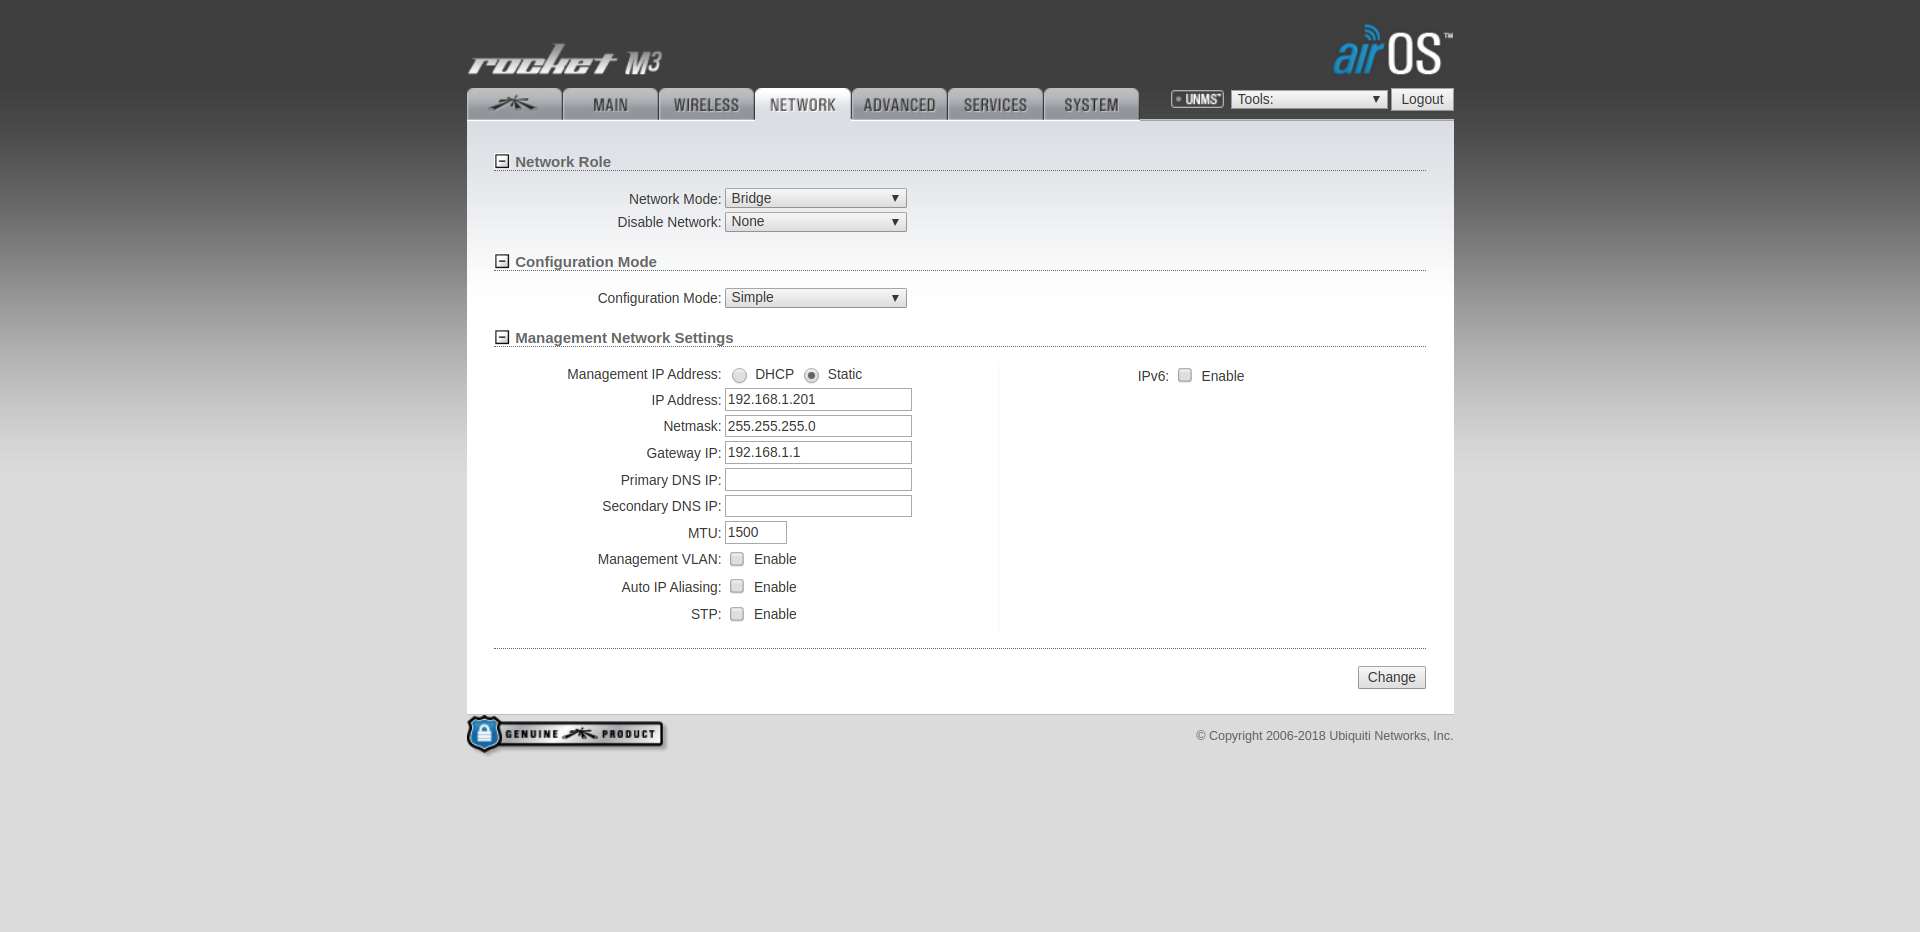 rocket M3
airOS™
MAIN WIRELESS NETWORK ADVANCED SERVICES SYSTEM UNMS™ Tools: Logout
Network Role
Network Mode: Bridge
Disable Network: None
Configuration Mode
Configuration Mode: Simple
Management Network Settings
Management IP Address: DHCP Static IPv6: Enable
IP Address: 192.168.1.201
Netmask: 255.255.255.0
Gateway IP: 192.168.1.1
Primary DNS IP:
Secondary DNS IP:
MTU: 1500
Management VLAN: Enable
Auto IP Aliasing: Enable
STP: Enable
Change
GENUINE PRODUCT © Copyright 2006-2018 Ubiquiti Networks, Inc.